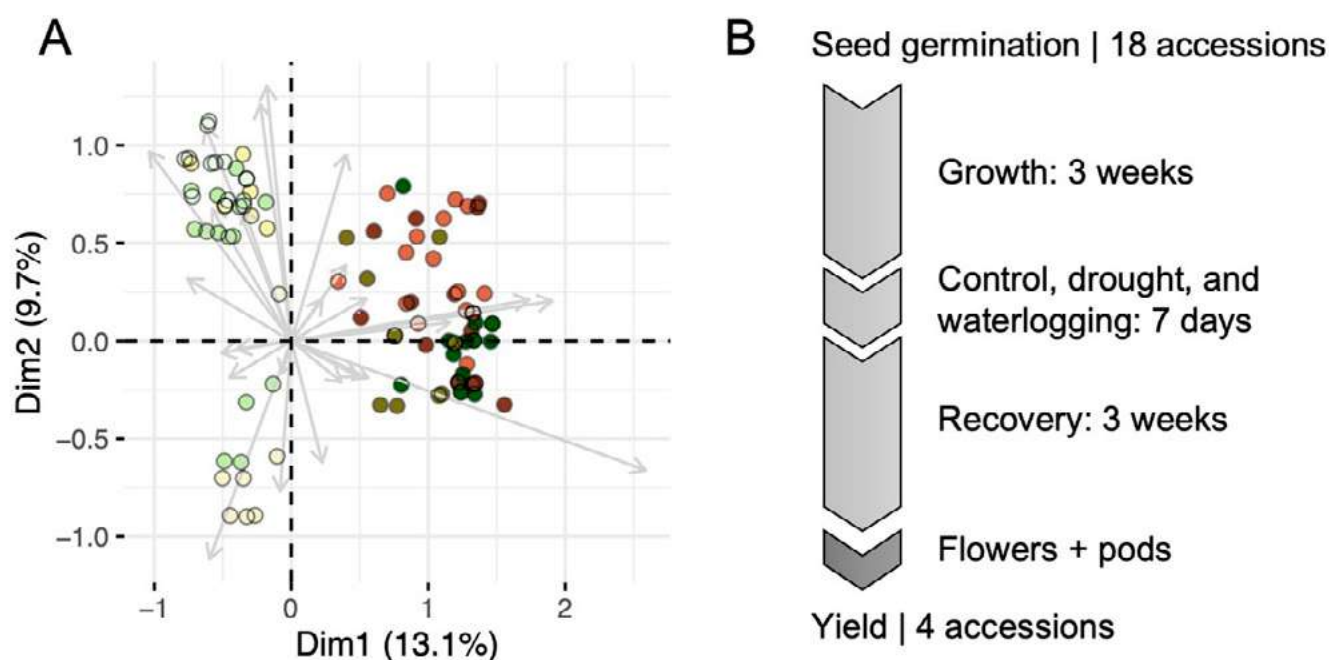 A
Dim2 (9.7%)
1.0
0.5
0.0
−0.5
−1.0
−1
0
1
2
Dim1 (13.1%)
B
Seed germination | 18 accessions
Growth: 3 weeks
Control, drought, and
waterlogging: 7 days
Recovery: 3 weeks
Flowers + pods
Yield | 4 accessions